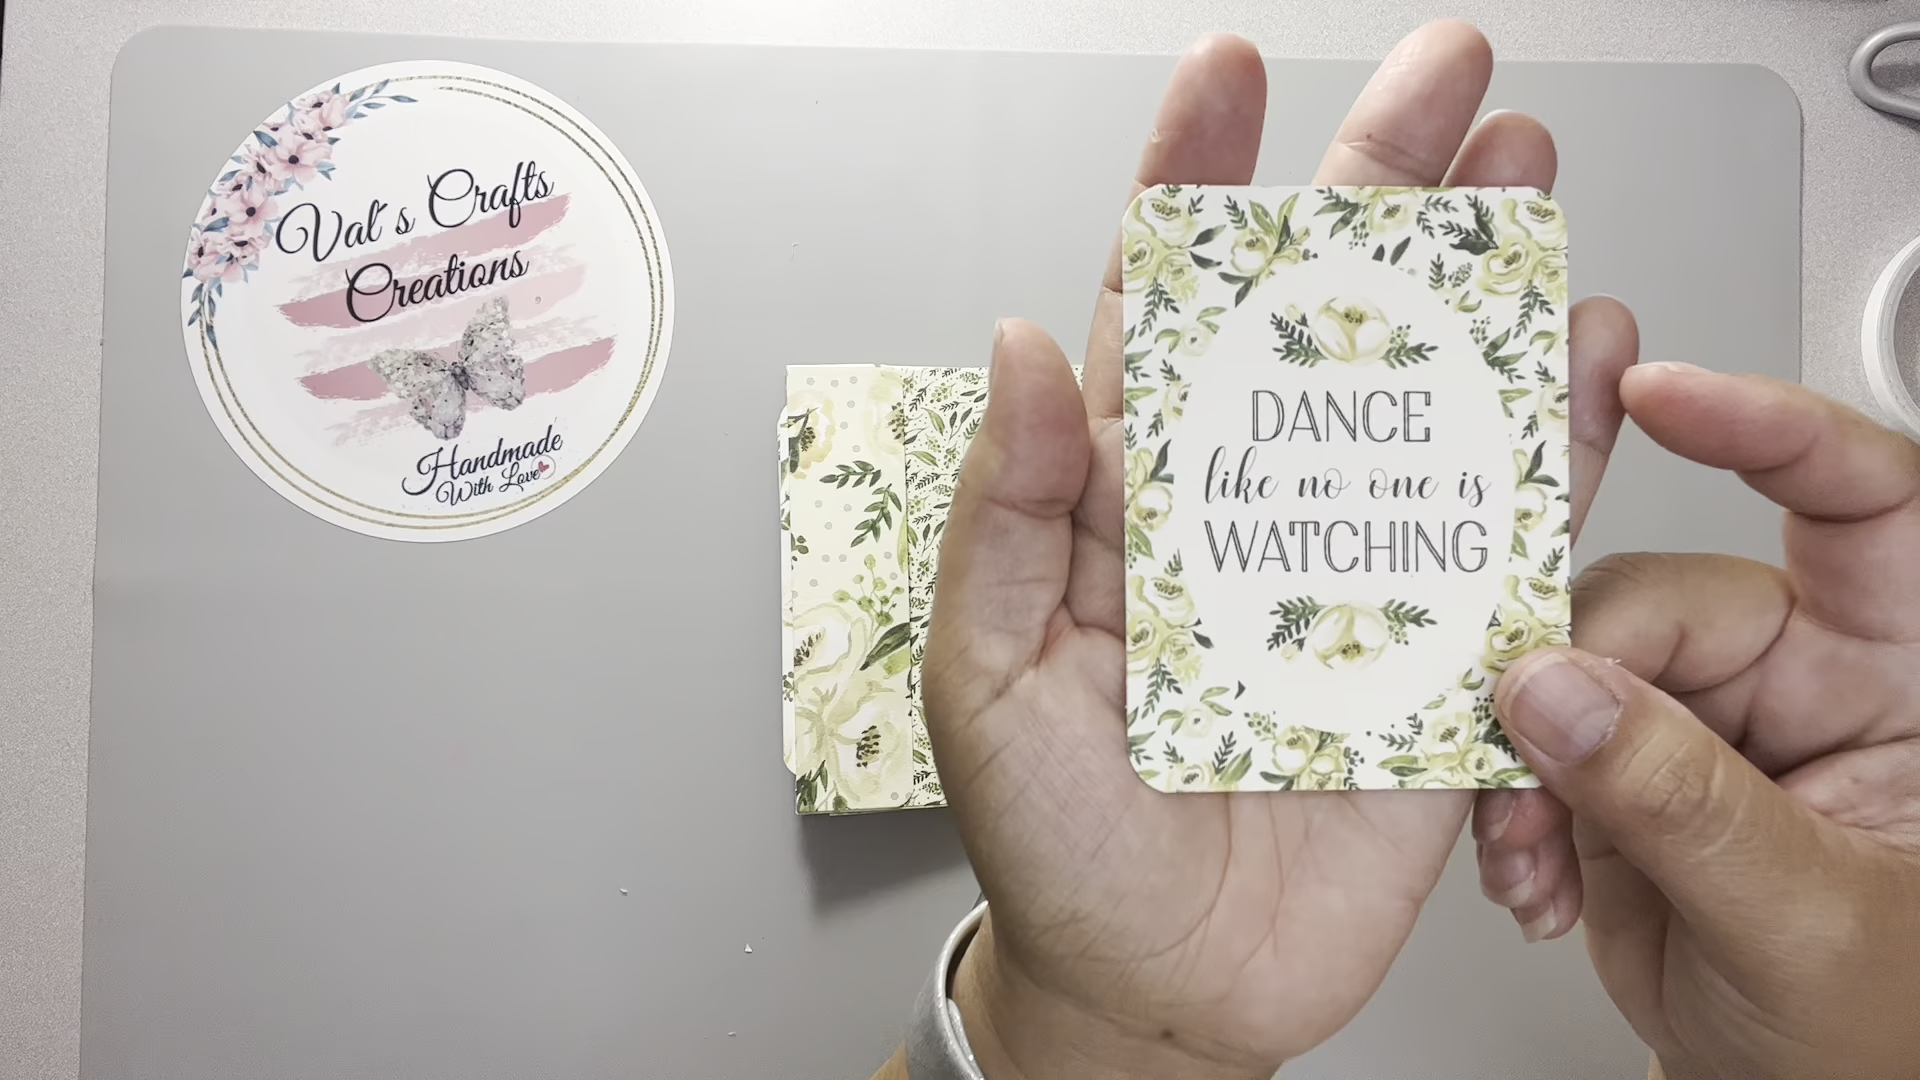 Val's Crafts
Creations
Handmade
With Love
DANCE
like no one is
WATCHING